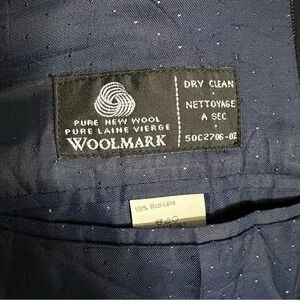 PURE NEW WOOL
PURE LAINE VIERGE
WOOLMARK
DRY CLEAN
NETTOYAGE
A SEC
50C2706-02
100% Wool-Laine